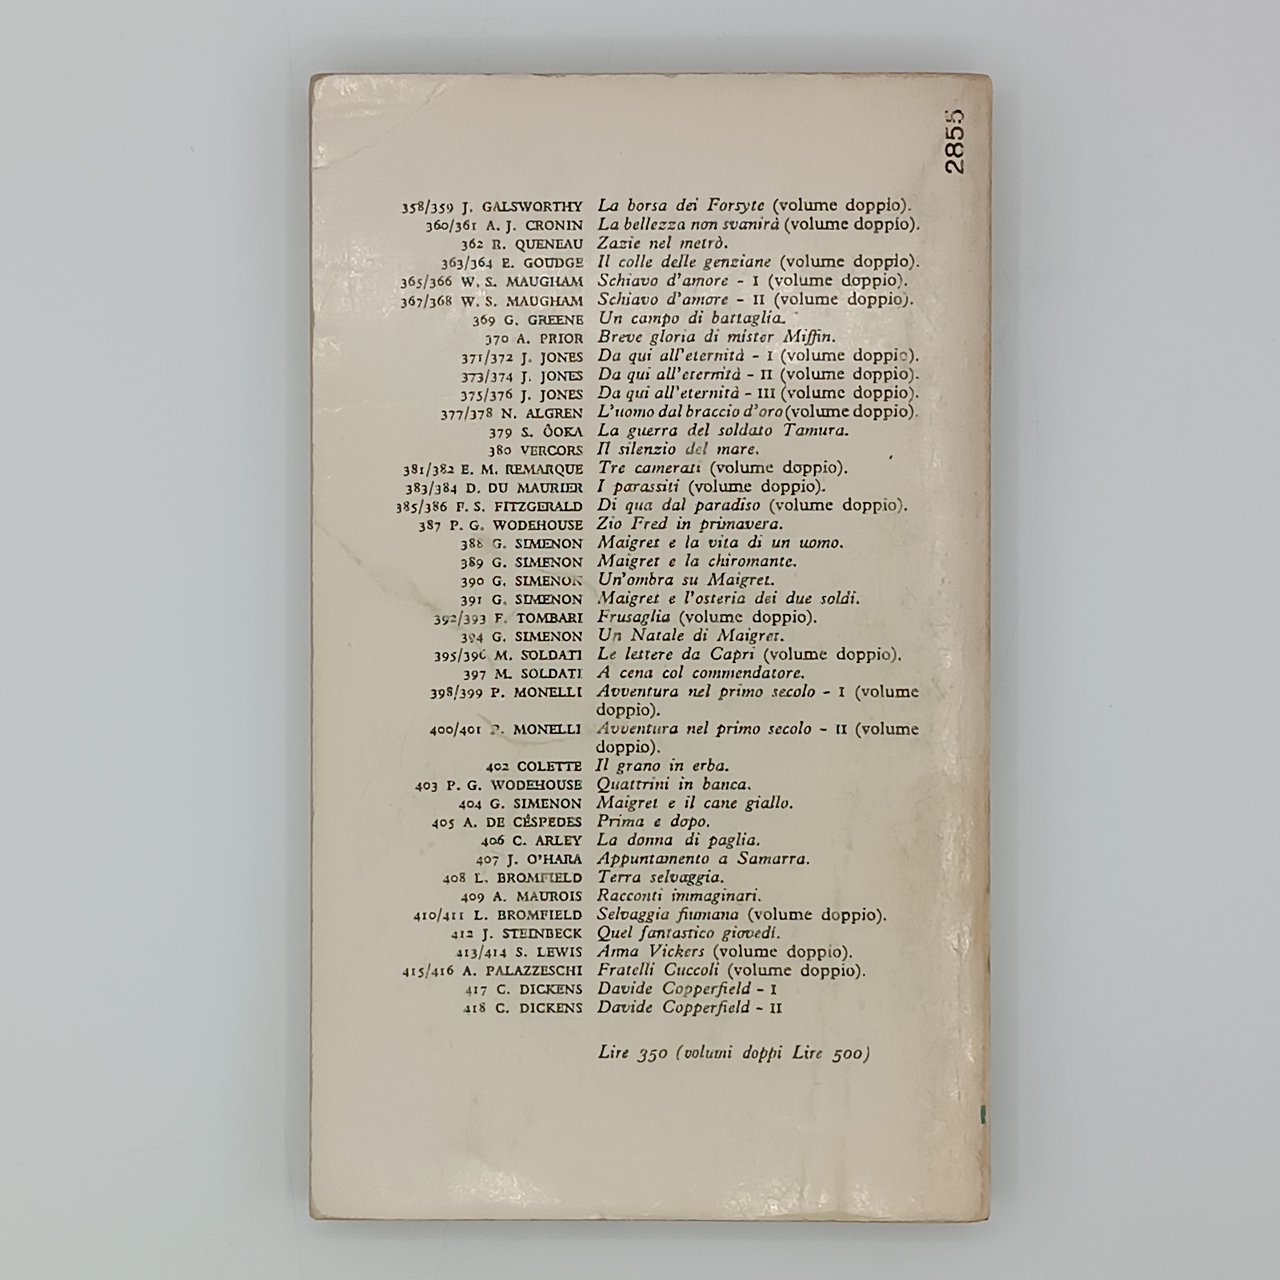 2855
358/359 J. GALSWORTHY La borsa dei Forsyte (volume doppio).
360/361 A. J. CRONIN La bellezza non svanirà (volume doppio).
362 R. QUENEAU Zazie nel metrò.
363/364 E. GOUDGE Il colle delle genziane (volume doppio).
365/366 W. S. MAUGHAM Schiavo d'amore - I (volume doppio).
367/368 W. S. MAUGHAM Schiavo d'amore - II (volume doppio).
369 G. GREENE Un campo di battaglia.
370 A. PRIOR Breve gloria di mister Miffin.
371/372 J. JONES Da qui all'eternità - I (volume doppio).
373/374 J. JONES Da qui all'eternità - II (volume doppio).
375/376 J. JONES Da qui all'eternità - III (volume doppio).
377/378 N. ALGREN L'uomo dal braccio d'oro (volume doppio).
379 S. ÔOKA La guerra del soldato Tamura.
380 VERCORS Il silenzio del mare.
381/382 E. M. REMARQUE Tre camerati (volume doppio).
383/384 D. DU MAURIER I parassiti (volume doppio).
385/386 F. S. FITZGERALD Di qua dal paradiso (volume doppio).
387 P. G. WODEHOUSE Zio Fred in primavera.
388 G. SIMENON Maigret e la vita di un uomo.
389 G. SIMENON Maigret e la chiromante.
390 G. SIMENON Un'ombra su Maigret.
391 G. SIMENON Maigret e l'osteria dei due soldi.
392/393 F. TOMBARI Frusaglia (volume doppio).
394 G. SIMENON Un Natale di Maigret.
395/396 M. SOLDATI Le lettere da Capri (volume doppio).
397 M. SOLDATI A cena col commendatore.
398/399 P. MONELLI Avventura nel primo secolo - I (volume
doppio).
400/401 P. MONELLI Avventura nel primo secolo - II (volume
doppio).
402 COLETTE Il grano in erba.
403 P. G. WODEHOUSE Quattrini in banca.
404 G. SIMENON Maigret e il cane giallo.
405 A. DE CÉSPEDES Prima e dopo.
406 C. ARLEY La donna di paglia.
407 J. O'HARA Appuntamento a Samarra.
408 L. BROMFIELD Terra selvaggia.
409 A. MAUROIS Racconti immaginari.
410/411 L. BROMFIELD Selvaggia fiumana (volume doppio).
412 J. STEINBECK Quel fantastico giovedì.
413/414 S. LEWIS Anna Vickers (volume doppio).
415/416 A. PALAZZESCHI Fratelli Cuccoli (volume doppio).
417 C. DICKENS Davide Copperfield - I
418 C. DICKENS Davide Copperfield - II
Lire 350 (volumi doppi Lire 500)